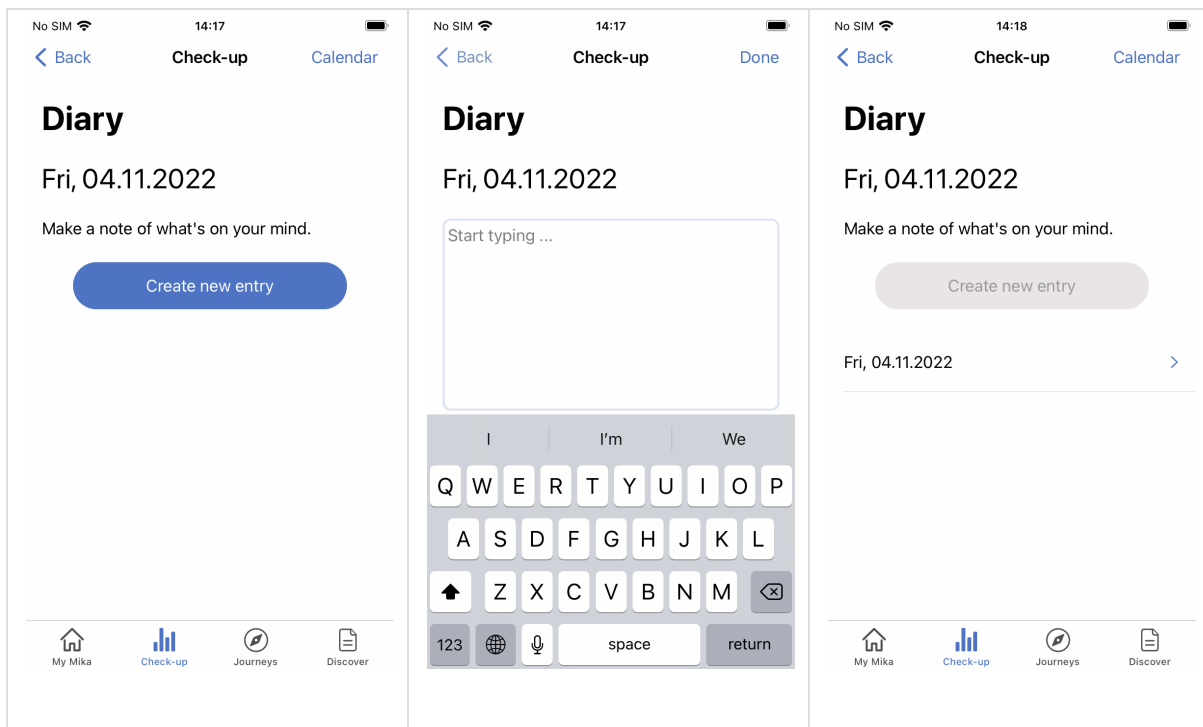 No SIM 14:17
Back Check-up Calendar
Diary
Fri, 04.11.2022
Make a note of what's on your mind.
Create new entry
My Mika Check-up Journeys Discover
No SIM 14:17
Back Check-up Done
Diary
Fri, 04.11.2022
Start typing ...
I I'm We
Q W E R T Y U I O P
A S D F G H J K L
Z X C V B N M
123 space return
No SIM 14:18
Back Check-up Calendar
Diary
Fri, 04.11.2022
Make a note of what's on your mind.
Create new entry
Fri, 04.11.2022
My Mika Check-up Journeys Discover